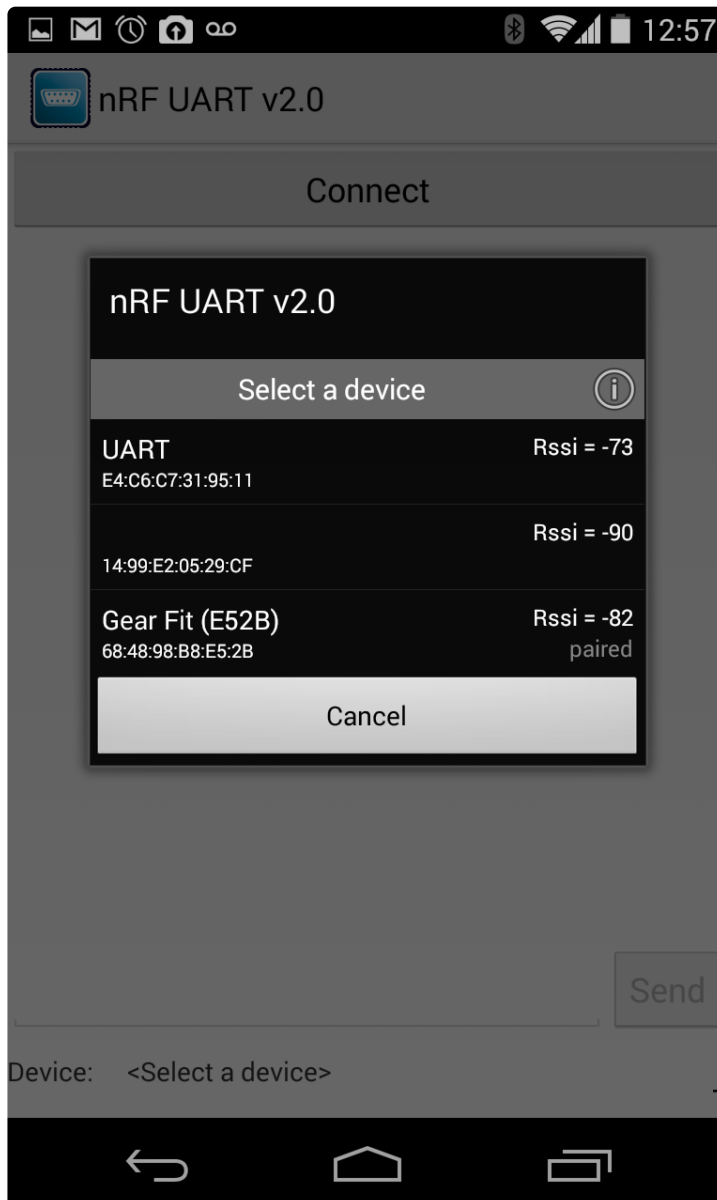 12:57
nRF UART v2.0
Connect
nRF UART v2.0
Select a device
UART Rssi = -73
E4:C6:C7:31:95:11
Rssi = -90
14:99:E2:05:29:CF
Gear Fit (E52B) Rssi = -82
68:48:98:B8:E5:2B paired
Cancel
Send
Device: <Select a device>